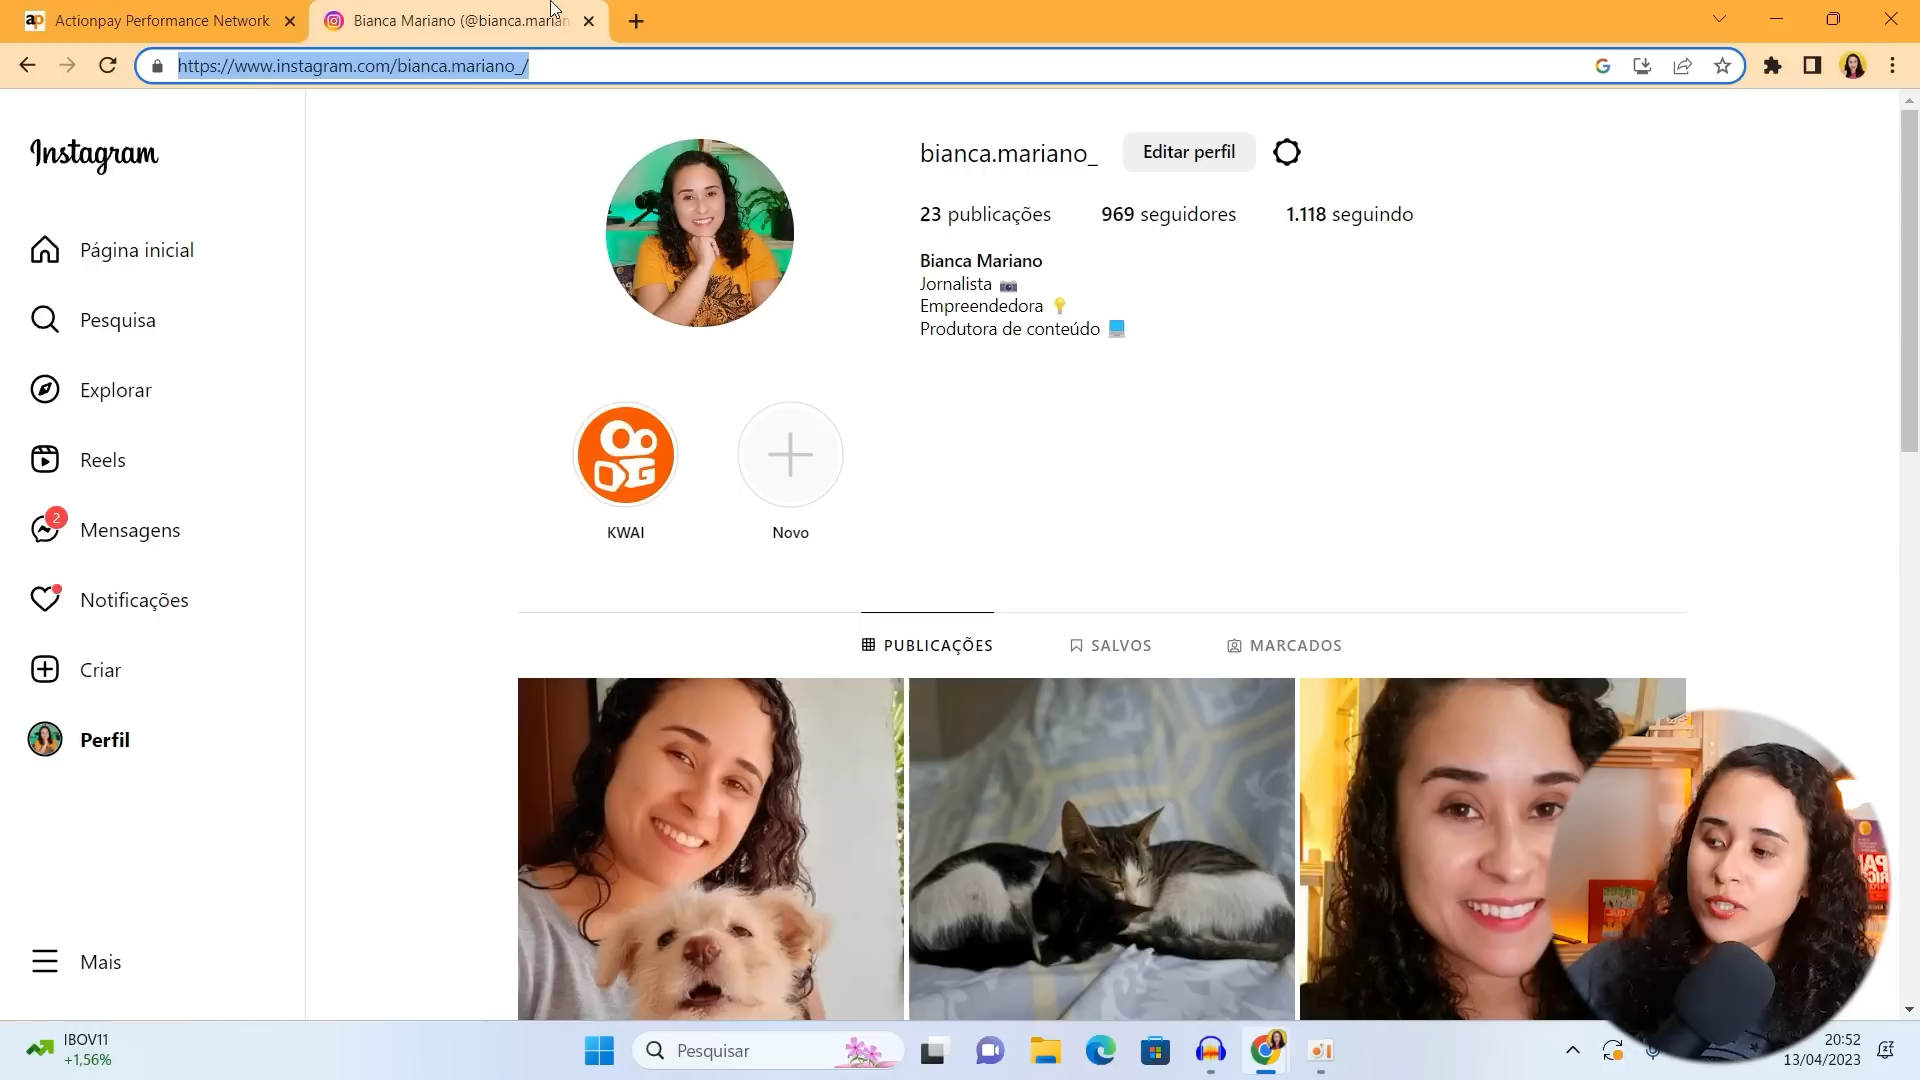 Actionpay Performance Network
Bianca Mariano (@bianca.marian
https://www.instagram.com/bianca.mariano_/
Instagram
bianca.mariano_
Editar perfil
23 publicações
969 seguidores
1.118 seguindo
Bianca Mariano
Jornalista 📷
Empreendedora 💡
Produtora de conteúdo 💻
Página inicial
Pesquisa
Explorar
Reels
2
Mensagens
Notificações
Criar
Perfil
Mais
KWAI
Novo
PUBLICAÇÕES
SALVOS
MARCADOS
IBOV11
+1,56%
Pesquisar
20:52
13/04/2023